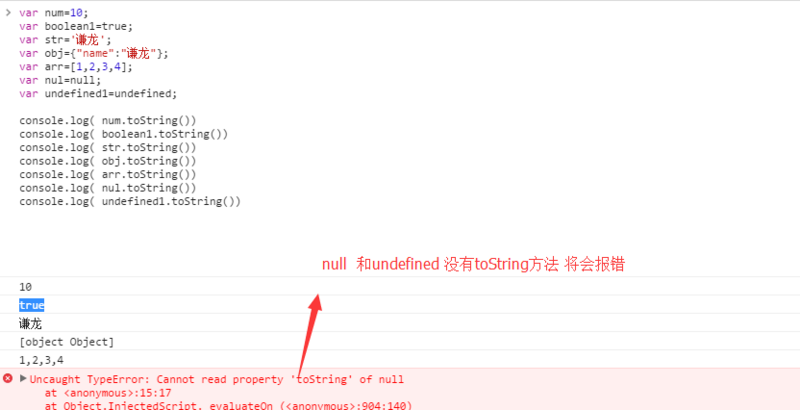 var num=10;
var boolean1=true;
var str='谦龙';
var obj={"name":"谦龙"};
var arr=[1,2,3,4];
var nul=null;
var undefined1=undefined;
console.log( num.toString())
console.log( boolean1.toString())
console.log( str.toString())
console.log( obj.toString())
console.log( arr.toString())
console.log( nul.toString())
console.log( undefined1.toString())
null 和undefined 没有toString方法 将会报错
10
true
谦龙
[object Object]
1,2,3,4
Uncaught TypeError: Cannot read property 'toString' of null
at <anonymous>:15:17
at Object.InjectedScript._evaluateOn (<anonymous>:904:140)